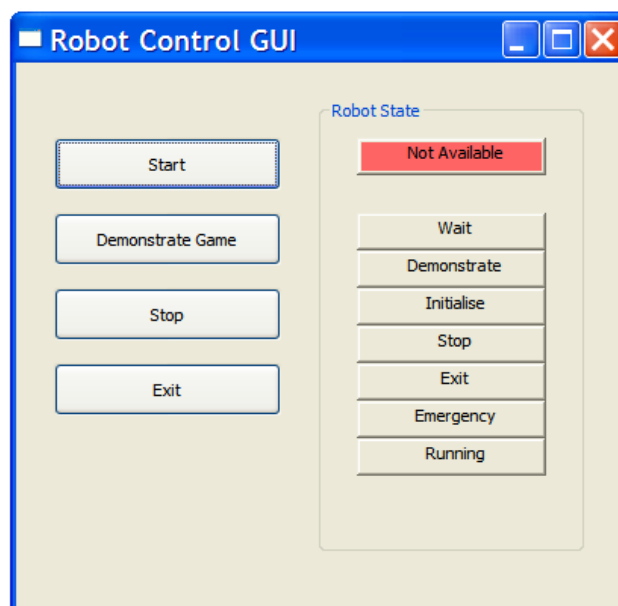 Robot Control GUI
Start
Demonstrate Game
Stop
Exit
Robot State
Not Available
Wait
Demonstrate
Initialise
Stop
Exit
Emergency
Running